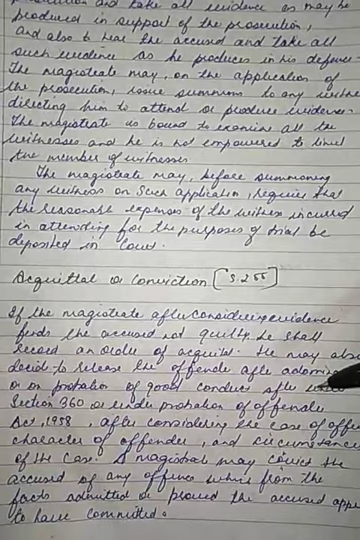 and take all evidence as may be
produced in support of the prosecution,
and also to hear the accused and take all
such evidence as he produces in his defence.
The magistrate may, on the application of
the prosecution, issue summons to any witne
directing him to attend or produce evidence.
The magistrate is bound to examine all the
witnesses and he is not empowered to limit
the member of witnesses
The magistrate may, before summoning
any witness on such application, require that
the reasonable expenses of the witness incurred
in attending for the purposes of trial be
deposited in Court.
Acquittal or Conviction [S.255]
If the magistrate after considering evidence
finds the accused not guilty he shall
record an order of acquittal. He may also
decide to release the offender after admoni
or on probation of good conduct after
Section 360 or under probation of offender
Act, 1958, after considering the case of offen
character of offender, and circumstance
of the case. A magistrate may convict the
accused of any offence which from the
facts admitted or proved the accused appe
to have committed.